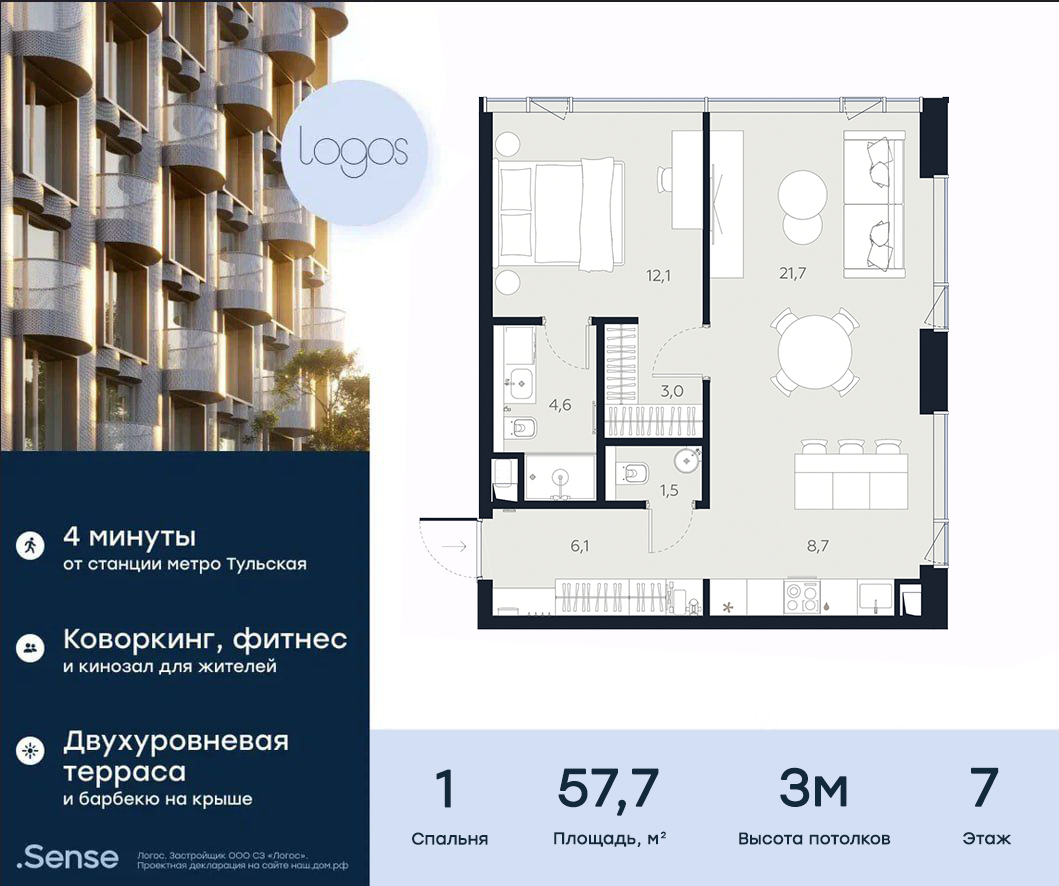 logos
4 минуты
от станции метро Тульская
Коворкинг, фитнес
и кинозал для жителей
Двухуровневая
терраса
и барбекю на крыше
.Sense
Логос. Застройщик ООО СЗ «Логос».
Проектная декларация на сайте наш.дом.рф
12,1
21,7
4,6
3,0
1,5
6,1
8,7
1
Спальня
57,7
Площадь, м²
3м
Высота потолков
7
Этаж